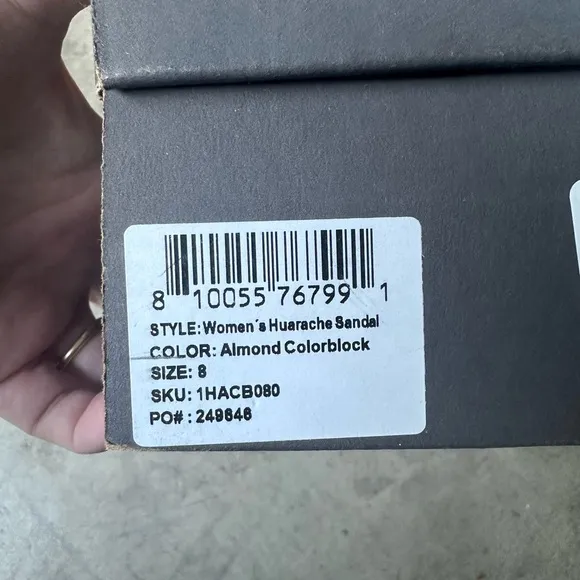 8 10055 76799 1
STYLE: Women´s Huarache Sandal
COLOR: Almond Colorblock
SIZE: 8
SKU: 1HACB080
PO# : 249646